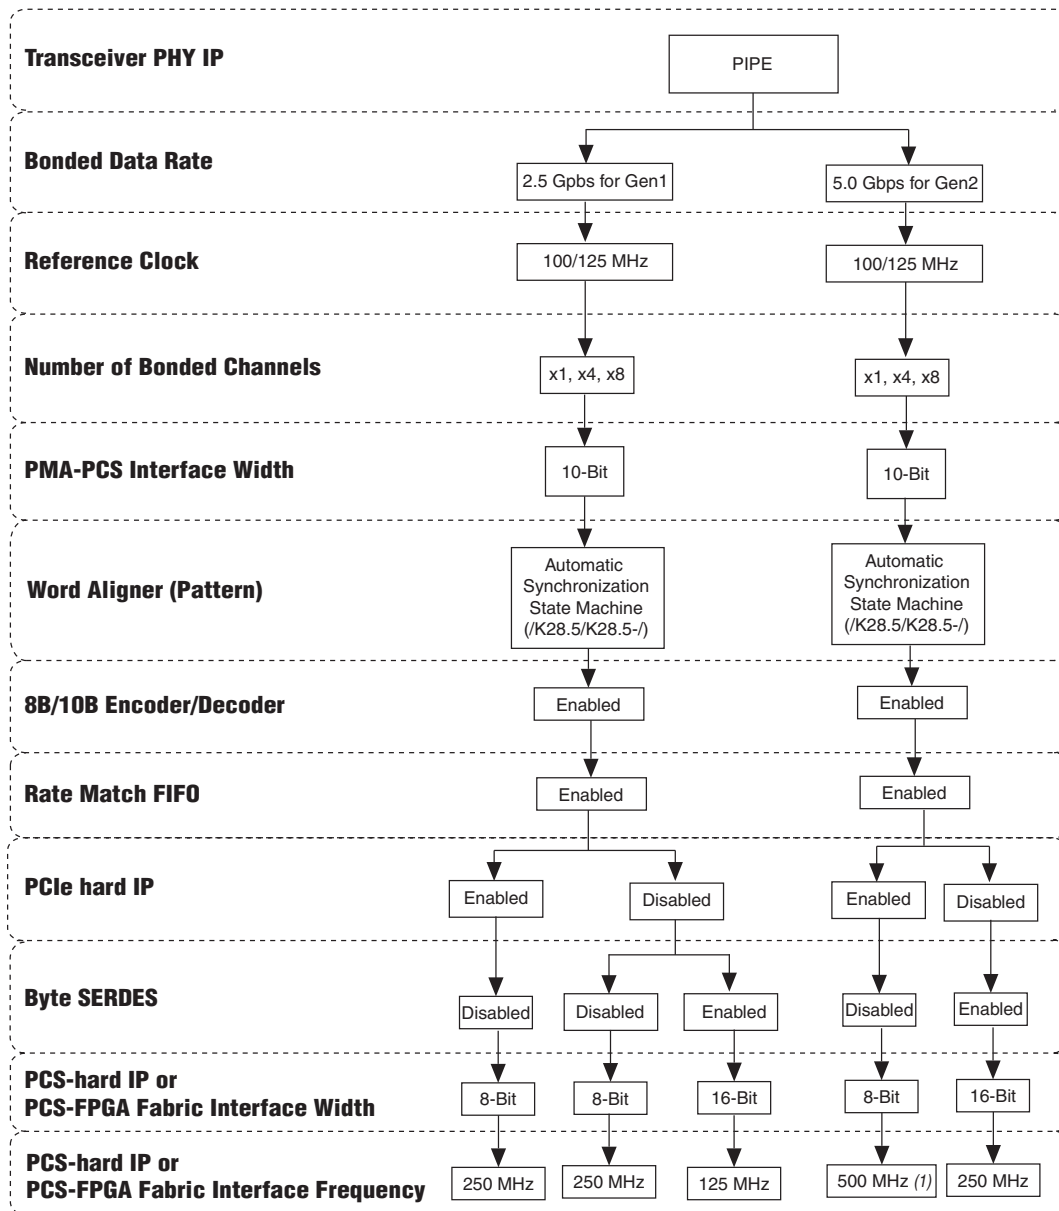 Transceiver PHY IP
PIPE
Bonded Data Rate
2.5 Gpbs for Gen1
5.0 Gbps for Gen2
Reference Clock
100/125 MHz
100/125 MHz
Number of Bonded Channels
x1, x4, x8
x1, x4, x8
PMA-PCS Interface Width
10-Bit
10-Bit
Word Aligner (Pattern)
Automatic
Synchronization
State Machine
(/K28.5/K28.5-/)
Automatic
Synchronization
State Machine
(/K28.5/K28.5-/)
8B/10B Encoder/Decoder
Enabled
Enabled
Rate Match FIFO
Enabled
Enabled
PCIe hard IP
Enabled
Disabled
Enabled
Disabled
Byte SERDES
Disabled
Disabled
Enabled
Disabled
Enabled
PCS-hard IP or
PCS-FPGA Fabric Interface Width
8-Bit
8-Bit
16-Bit
8-Bit
16-Bit
PCS-hard IP or
PCS-FPGA Fabric Interface Frequency
250 MHz
250 MHz
125 MHz
500 MHz (1)
250 MHz